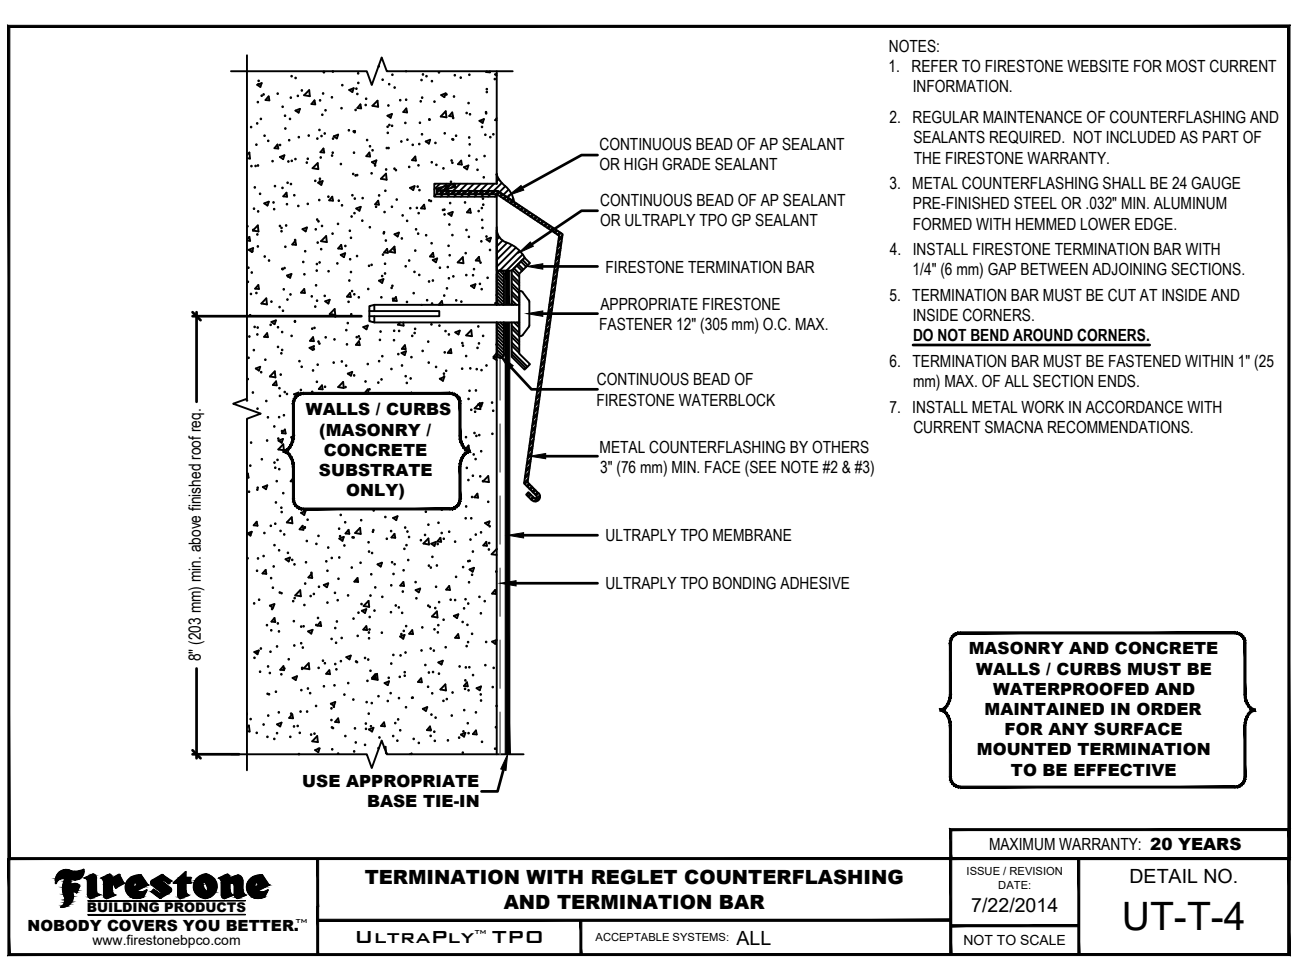 NOTES:
1. REFER TO FIRESTONE WEBSITE FOR MOST CURRENT
INFORMATION.
2. REGULAR MAINTENANCE OF COUNTERFLASHING AND
SEALANTS REQUIRED. NOT INCLUDED AS PART OF
THE FIRESTONE WARRANTY.
3. METAL COUNTERFLASHING SHALL BE 24 GAUGE
PRE-FINISHED STEEL OR .032" MIN. ALUMINUM
FORMED WITH HEMMED LOWER EDGE.
4. INSTALL FIRESTONE TERMINATION BAR WITH
1/4" (6 mm) GAP BETWEEN ADJOINING SECTIONS.
5. TERMINATION BAR MUST BE CUT AT INSIDE AND
INSIDE CORNERS.
DO NOT BEND AROUND CORNERS.
6. TERMINATION BAR MUST BE FASTENED WITHIN 1" (25
mm) MAX. OF ALL SECTION ENDS.
7. INSTALL METAL WORK IN ACCORDANCE WITH
CURRENT SMACNA RECOMMENDATIONS.
CONTINUOUS BEAD OF AP SEALANT
OR HIGH GRADE SEALANT
CONTINUOUS BEAD OF AP SEALANT
OR ULTRAPLY TPO GP SEALANT
FIRESTONE TERMINATION BAR
APPROPRIATE FIRESTONE
FASTENER 12" (305 mm) O.C. MAX.
CONTINUOUS BEAD OF
FIRESTONE WATERBLOCK
METAL COUNTERFLASHING BY OTHERS
3" (76 mm) MIN. FACE (SEE NOTE #2 & #3)
ULTRAPLY TPO MEMBRANE
ULTRAPLY TPO BONDING ADHESIVE
WALLS / CURBS
(MASONRY /
CONCRETE
SUBSTRATE
ONLY)
8" (203 mm) min. above finished roof req.
USE APPROPRIATE
BASE TIE-IN
MASONRY AND CONCRETE
WALLS / CURBS MUST BE
WATERPROOFED AND
MAINTAINED IN ORDER
FOR ANY SURFACE
MOUNTED TERMINATION
TO BE EFFECTIVE
MAXIMUM WARRANTY: 20 YEARS
Firestone
BUILDING PRODUCTS
NOBODY COVERS YOU BETTER.™
www.firestonebpco.com
TERMINATION WITH REGLET COUNTERFLASHING
AND TERMINATION BAR
ULTRAPLY™ TPO
ACCEPTABLE SYSTEMS: ALL
ISSUE / REVISION
DATE:
7/22/2014
NOT TO SCALE
DETAIL NO.
UT-T-4